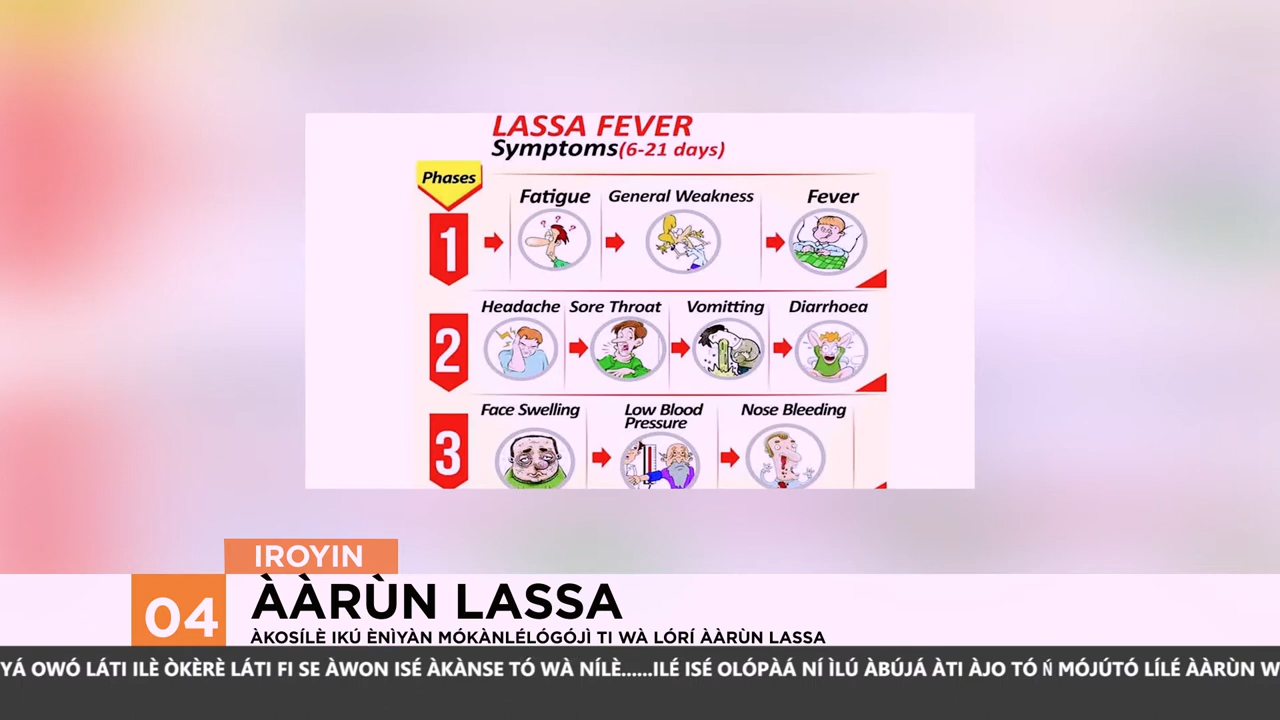 LASSA FEVER
Symptoms(6-21 days)
Phases
1
Fatigue
General Weakness
Fever
2
Headache
Sore Throat
Vomitting
Diarrhoea
3
Face Swelling
Low Blood
Pressure
Nose Bleeding
IROYIN
04
ÀÀRÙN LASSA
ÀKOSÍLÈ IKÚ ÈNÌYÀN MÓKÀNLÉLÓGÓJÌ TI WÀ LÓRÍ ÀÀRÙN LASSA
YÁ OWÓ LÁTI ILÈ ÒKÈRÈ LÁTI FI SE ÀWON ISÉ ÀKÀNSE TÓ WÀ NÍLÈ......ILÉ ISÉ OLÓPÀÁ NÍ ÌLÚ ÀBÚJÁ ÀTI ÀJO TÓ Ń MÓJÚTÓ LÍLÉ ÀÀRÙN W